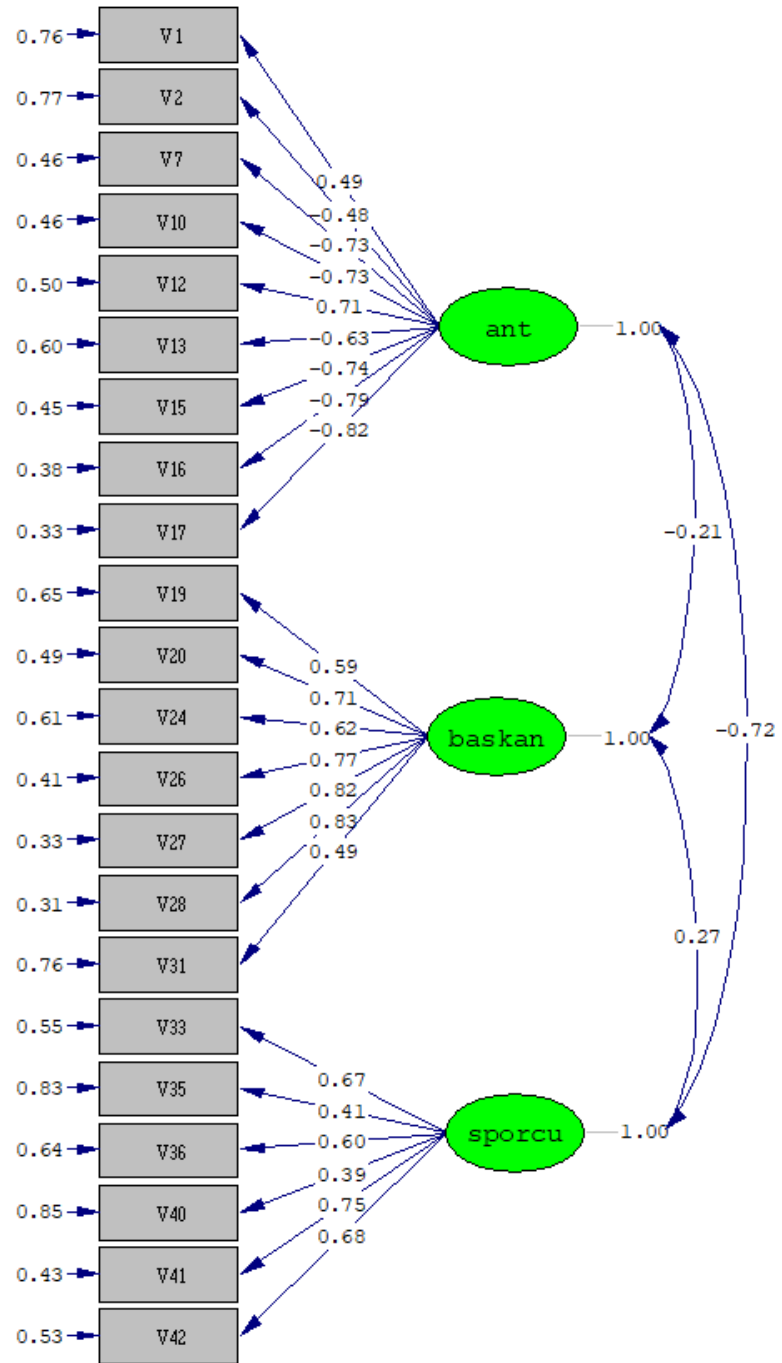 0.76 V1
0.77 V2
0.46 V7
0.49
0.46 V10
-0.48
-0.73
0.50 V12
-0.73
0.71
ant 1.00
0.60 V13
-0.63
-0.74
0.45 V15
-0.79
-0.82
0.38 V16
0.33 V17
-0.21
0.65 V19
0.49 V20
0.59
0.71
0.61 V24
0.62
baskan 1.00
-0.72
0.77
0.41 V26
0.82
0.83
0.33 V27
0.49
0.31 V28
0.27
0.76 V31
0.55 V33
0.67
0.83 V35
0.41
sporcu 1.00
0.64 V36
0.60
0.39
0.85 V40
0.75
0.68
0.43 V41
0.53 V42